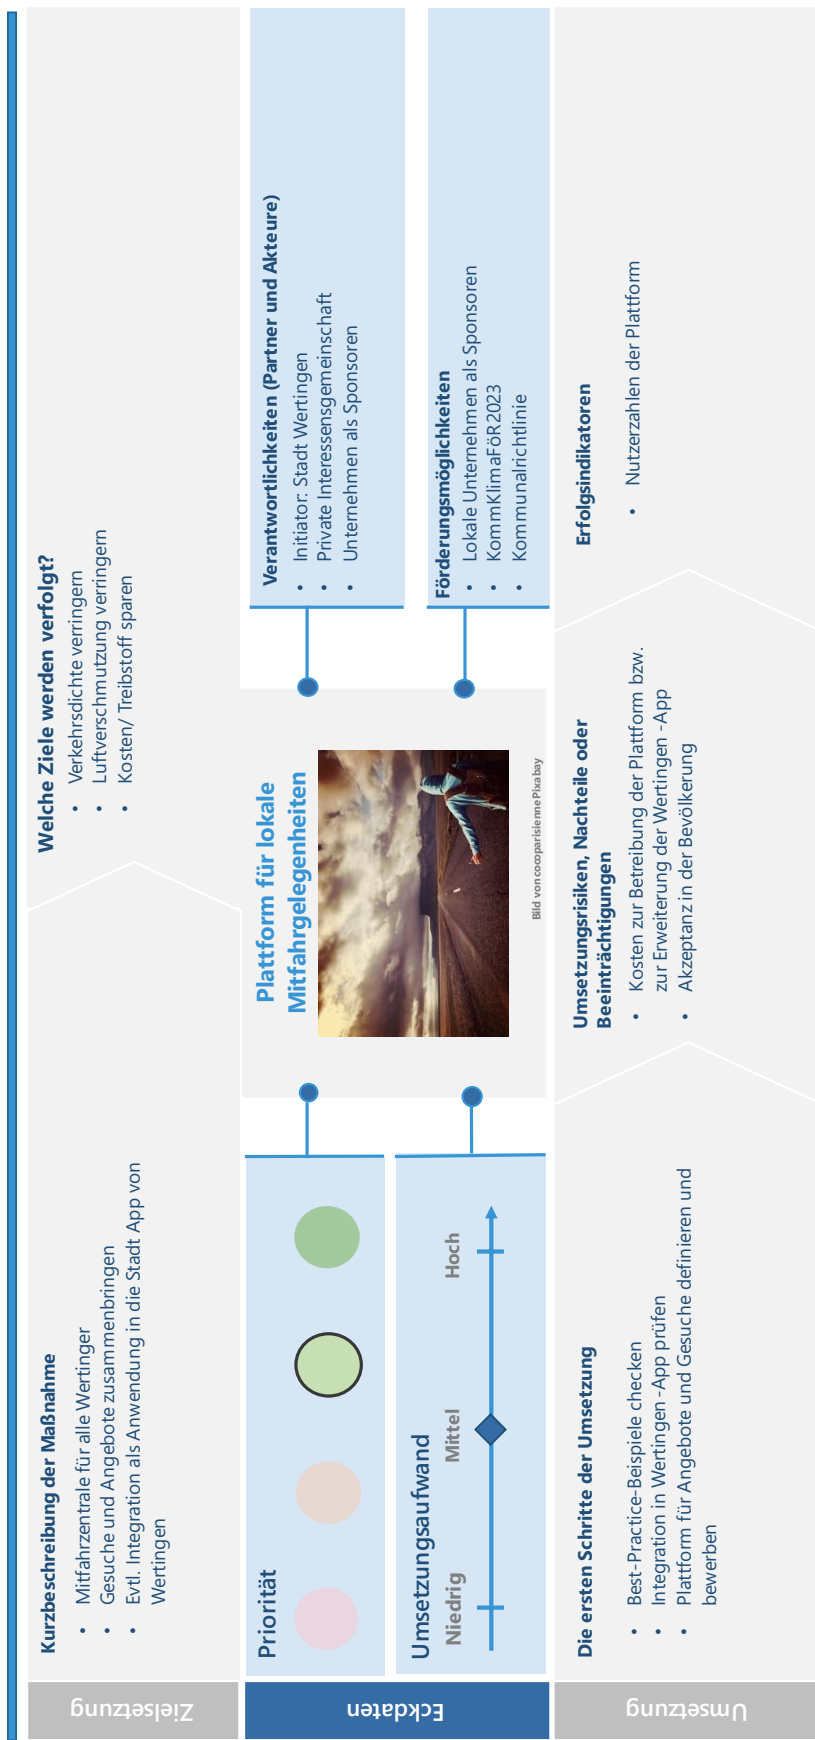 Zielsetzung
Kurzbeschreibung der Maßnahme
• Mitfahrzentrale für alle Wertinger
• Gesuche und Angebote zusammenbringen
• Evtl. Integration als Anwendung in die Stadt App von
Wertingen
Welche Ziele werden verfolgt?
• Verkehrsdichte verringern
• Luftverschmutzung verringern
• Kosten/ Treibstoff sparen
Eckdaten
Priorität
Umsetzungsaufwand
Niedrig
Mittel
Hoch
Plattform für lokale
Mitfahrgelegenheiten
Bild von cocoparisienne Pixabay
Verantwortlichkeiten (Partner und Akteure)
• Initiator: Stadt Wertingen
• Private Interessensgemeinschaft
• Unternehmen als Sponsoren
Förderungsmöglichkeiten
• Lokale Unternehmen als Sponsoren
• KommKlimaFöR2023
• Kommunalrichtlinie
Umsetzung
Die ersten Schritte der Umsetzung
• Best-Practice-Beispiele checken
• Integration in Wertingen -App prüfen
• Plattform für Angebote und Gesuche definieren und
bewerben
Umsetzungsrisiken, Nachteile oder
Beeinträchtigungen
• Kosten zur Betreibung der Plattform bzw.
zur Erweiterung der Wertingen -App
• Akzeptanz in der Bevölkerung
Erfolgsindikatoren
• Nutzerzahlen der Plattform